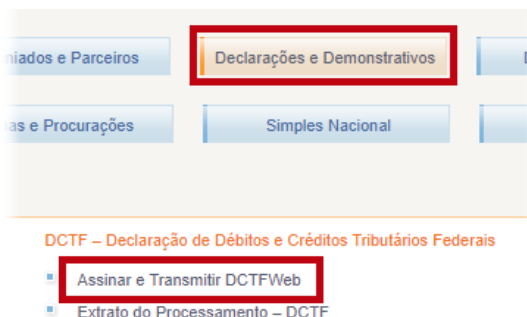 niados e Parceiros
Declarações e Demonstrativos
as e Procurações
Simples Nacional
DCTF – Declaração de Débitos e Créditos Tributários Federais
Assinar e Transmitir DCTFWeb
Extrato do Processamento – DCTF